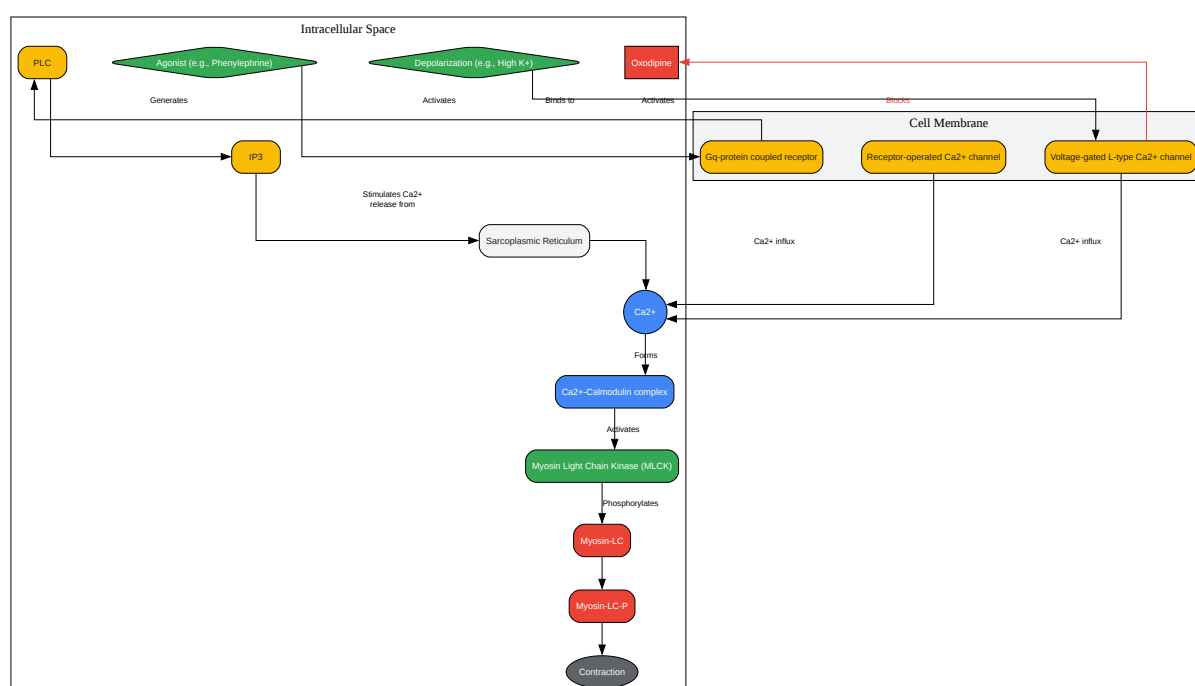 Intracellular Space
PLC
Agonist (e.g., Phenylephrine)
Depolarization (e.g., High K+)
Oxodipine
Generates
Activates
Binds to
Activates
Blocks
Cell Membrane
IP3
Gq-protein coupled receptor
Receptor-operated Ca2+ channel
Voltage-gated L-type Ca2+ channel
Stimulates Ca2+
release from
Sarcoplasmic Reticulum
Ca2+ influx
Ca2+ influx
Ca2+
Forms
Ca2+-Calmodulin complex
Activates
Myosin Light Chain Kinase (MLCK)
Phosphorylates
Myosin-LC
Myosin-LC-P
Contraction